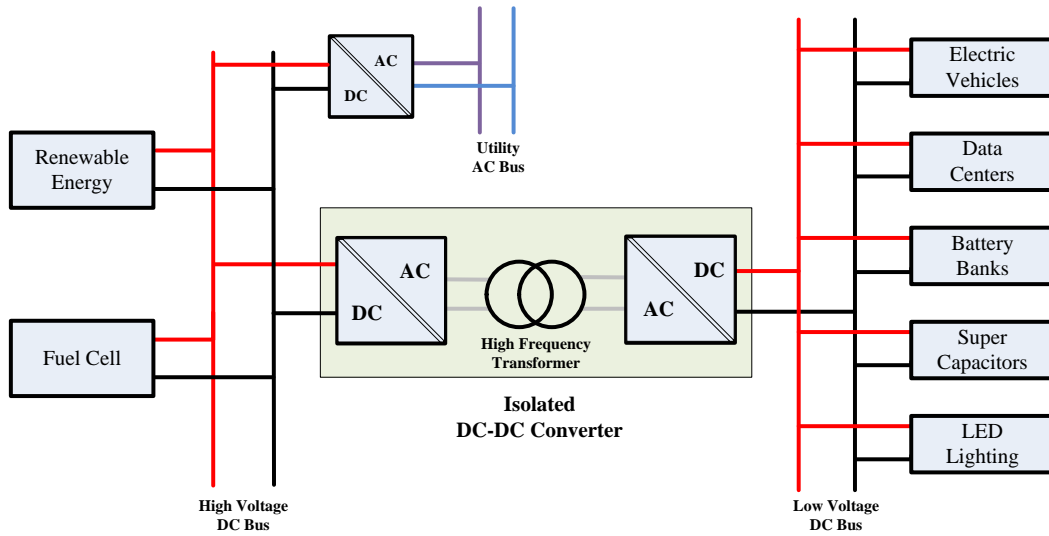 AC
DC
Utility
AC Bus
Renewable
Energy
Fuel Cell
High Voltage
DC Bus
AC
DC
High Frequency
Transformer
DC
AC
Isolated
DC-DC Converter
Electric
Vehicles
Data
Centers
Battery
Banks
Super
Capacitors
LED
Lighting
Low Voltage
DC Bus